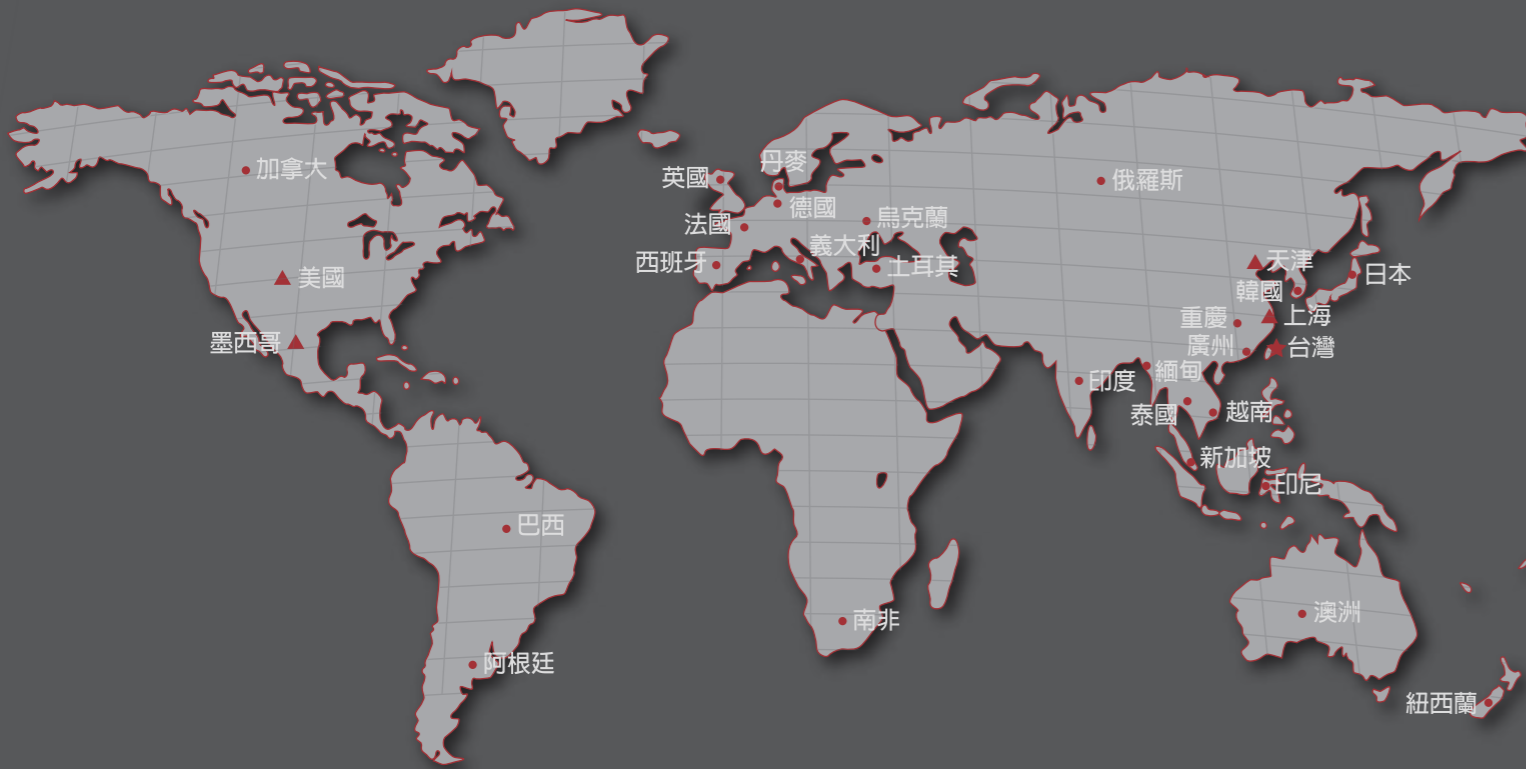 加拿大
美國
墨西哥
巴西
阿根廷
英國
丹麥
德國
法國
烏克蘭
義大利
西班牙
土耳其
俄羅斯
天津
日本
韓國
重慶
上海
廣州
台灣
緬甸
印度
泰國
越南
新加坡
印尼
南非
澳洲
紐西蘭